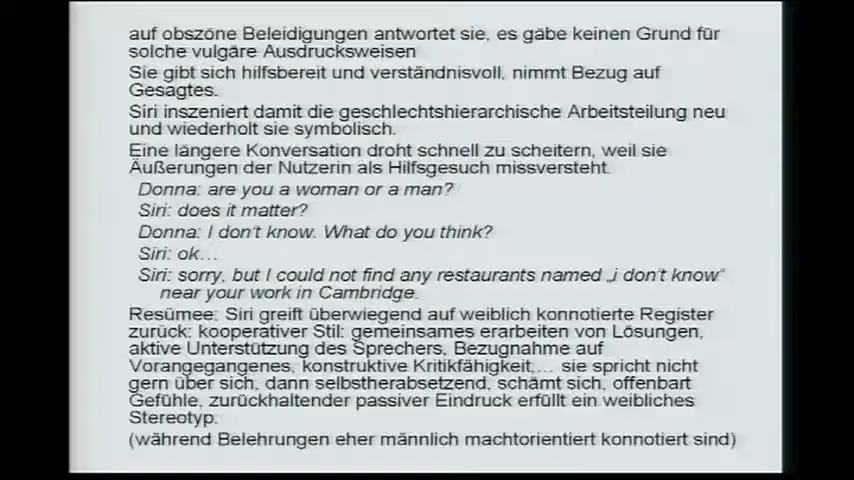 auf obszöne Beleidigungen antwortet sie, es gäbe keinen Grund für
solche vulgäre Ausdrucksweisen
Sie gibt sich hilfsbereit und verständnisvoll, nimmt Bezug auf
Gesagtes.
Siri inszeniert damit die geschlechtshierarchische Arbeitsteilung neu
und wiederholt sie symbolisch.
Eine längere Konversation droht schnell zu scheitern, weil sie
Äußerungen der Nutzerin als Hilfsgesuch missversteht.
Donna: are you a woman or a man?
Siri: does it matter?
Donna: I don't know. What do you think?
Siri: ok...
Siri: sorry, but I could not find any restaurants named „i don't know“
near your work in Cambridge.
Resümee: Siri greift überwiegend auf weiblich konnotierte Register
zurück: kooperativer Stil: gemeinsames erarbeiten von Lösungen,
aktive Unterstützung des Sprechers, Bezugnahme auf
Vorangegangenes, konstruktive Kritikfähigkeit,... sie spricht nicht
gern über sich, dann selbstherabsetzend, schämt sich, offenbart
Gefühle, zurückhaltender passiver Eindruck erfüllt ein weibliches
Stereotyp.
(während Belehrungen eher männlich machtorientiert konnotiert sind)